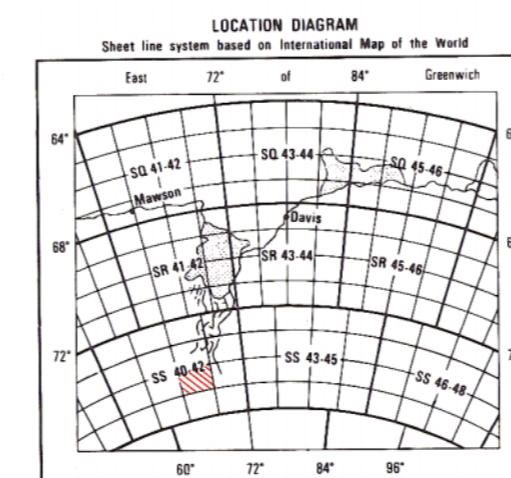 LOCATION DIAGRAM
Sheet line system based on International Map of the World
East 72° of 84° Greenwich
64°
SQ 41-42 SQ 43-44 SQ 45-46
Mawson
Davis
68°
SR 41-42 SR 43-44 SR 45-46
72°
SS 40-42 SS 43-45 SS 46-48
60° 72° 84° 96°